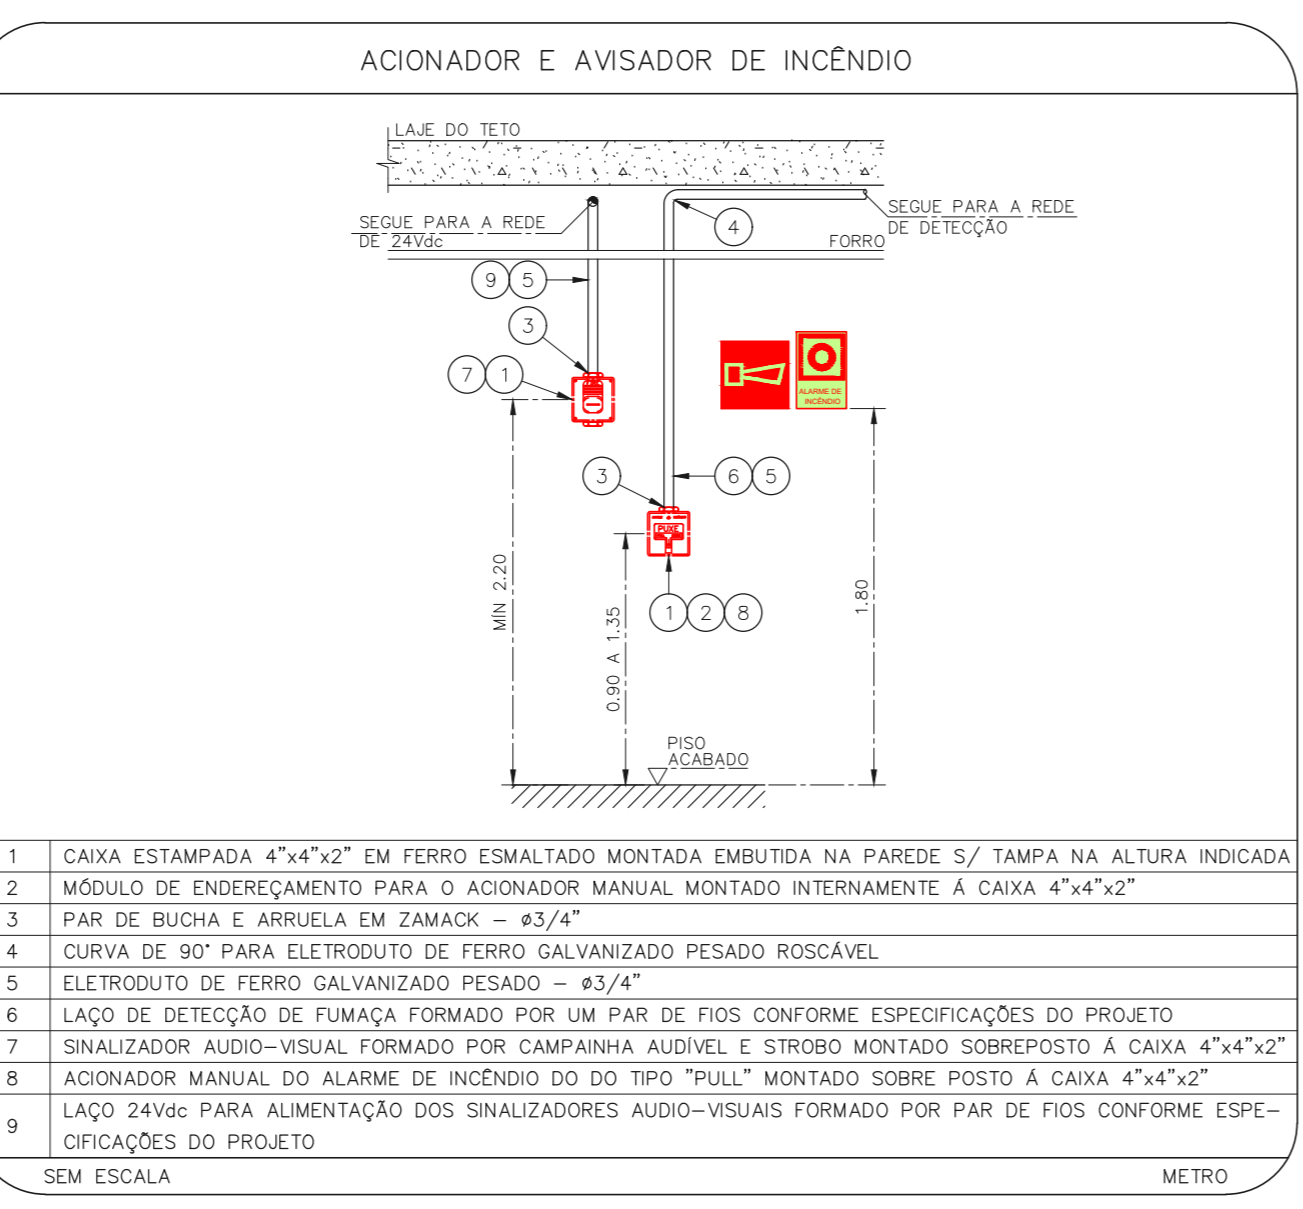 ACIONADOR E AVISADOR DE INCÊNDIO
LAJE DO TETO
SEGUE PARA A REDE
DE 24Vdc
SEGUE PARA A REDE
DE DETECÇÃO
4
FORRO
9 5
3
7 1
ALARME DE
INCÊNDIO
3
6 5
PUXE
1 2 8
MÍN 2.20
0.90 A 1.35
1.80
PISO
ACABADO
1 CAIXA ESTAMPADA 4”x4”x2” EM FERRO ESMALTADO MONTADA EMBUTIDA NA PAREDE S/ TAMPA NA ALTURA INDICADA
2 MÓDULO DE ENDEREÇAMENTO PARA O ACIONADOR MANUAL MONTADO INTERNAMENTE Á CAIXA 4”x4”x2”
3 PAR DE BUCHA E ARRUELA EM ZAMACK – ø3/4”
4 CURVA DE 90° PARA ELETRODUTO DE FERRO GALVANIZADO PESADO ROSCÁVEL
5 ELETRODUTO DE FERRO GALVANIZADO PESADO – ø3/4”
6 LAÇO DE DETECÇÃO DE FUMAÇA FORMADO POR UM PAR DE FIOS CONFORME ESPECIFICAÇÕES DO PROJETO
7 SINALIZADOR AUDIO–VISUAL FORMADO POR CAMPAINHA AUDÍVEL E STROBO MONTADO SOBREPOSTO Á CAIXA 4”x4”x2”
8 ACIONADOR MANUAL DO ALARME DE INCÊNDIO DO DO TIPO "PULL" MONTADO SOBRE POSTO Á CAIXA 4”x4”x2”
9 LAÇO 24Vdc PARA ALIMENTAÇÃO DOS SINALIZADORES AUDIO–VISUAIS FORMADO POR PAR DE FIOS CONFORME ESPE–
CIFICAÇÕES DO PROJETO
SEM ESCALA
METRO